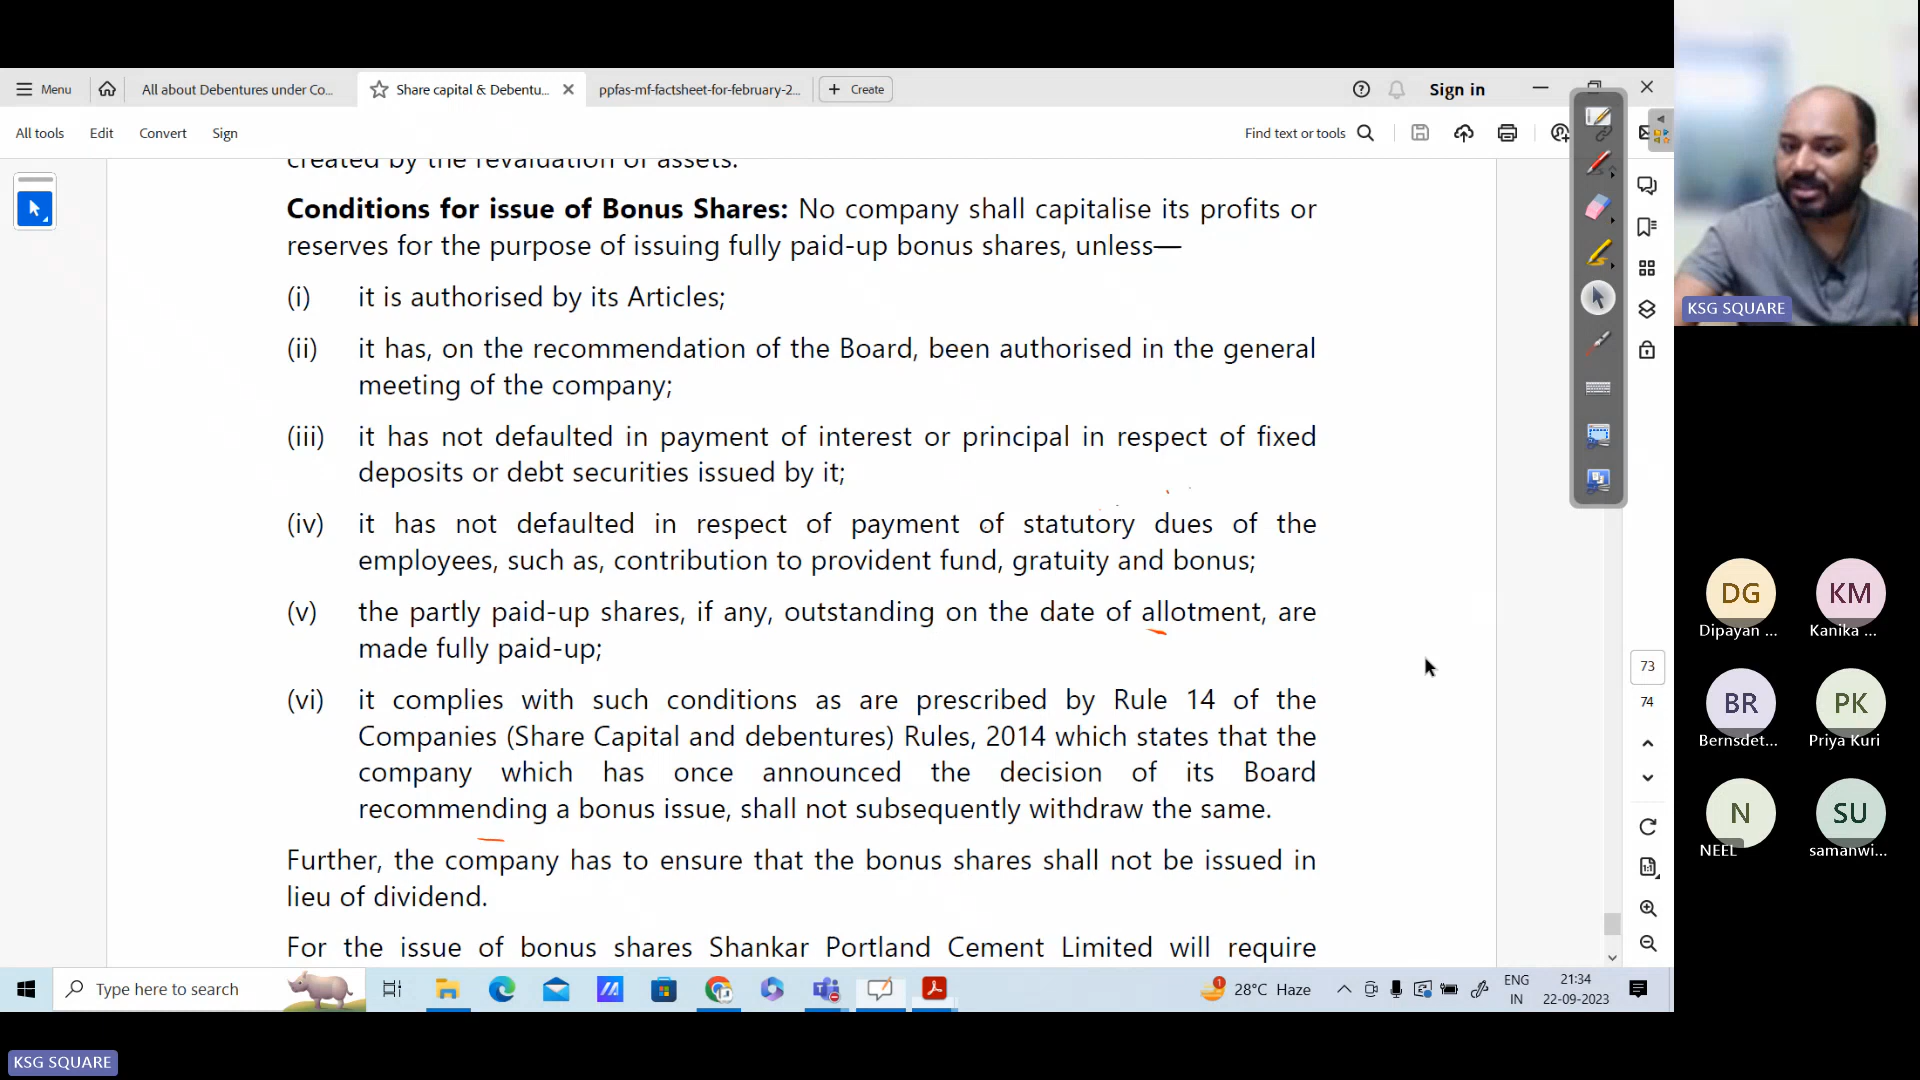 Menu
All about Debentures under Co...
Share capital & Debentu...
ppfas-mf-factsheet-for-february-2...
Create
Sign in
All tools
Edit
Convert
Sign
Find text or tools
created by the revaluation of assets.
Conditions for issue of Bonus Shares: No company shall capitalise its profits or
reserves for the purpose of issuing fully paid-up bonus shares, unless—
(i) it is authorised by its Articles;
(ii) it has, on the recommendation of the Board, been authorised in the general
meeting of the company;
(iii) it has not defaulted in payment of interest or principal in respect of fixed
deposits or debt securities issued by it;
(iv) it has not defaulted in respect of payment of statutory dues of the
employees, such as, contribution to provident fund, gratuity and bonus;
(v) the partly paid-up shares, if any, outstanding on the date of allotment, are
made fully paid-up;
(vi) it complies with such conditions as are prescribed by Rule 14 of the
Companies (Share Capital and debentures) Rules, 2014 which states that the
company which has once announced the decision of its Board
recommending a bonus issue, shall not subsequently withdraw the same.
Further, the company has to ensure that the bonus shares shall not be issued in
lieu of dividend.
For the issue of bonus shares Shankar Portland Cement Limited will require
73
74
1:1
KSG SQUARE
DG
Dipayan ...
KM
Kanika ...
BR
Bernsdet...
PK
Priya Kuri
N
NEEL
SU
samanwi...
Type here to search
1
28°C Haze
ENG
IN
21:34
22-09-2023
KSG SQUARE